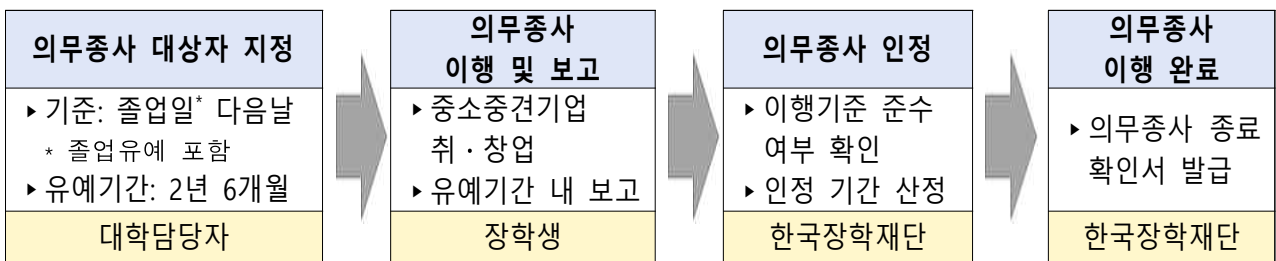 의무종사 대상자 지정
▸기준: 졸업일* 다음날
* 졸업유예 포함
▸유예기간: 2년 6개월
대학담당자
의무종사
이행 및 보고
▸중소중견기업
취·창업
▸유예기간 내 보고
장학생
의무종사 인정
▸이행기준 준수
여부 확인
▸인정 기간 산정
한국장학재단
의무종사
이행 완료
▸의무종사 종료
확인서 발급
한국장학재단